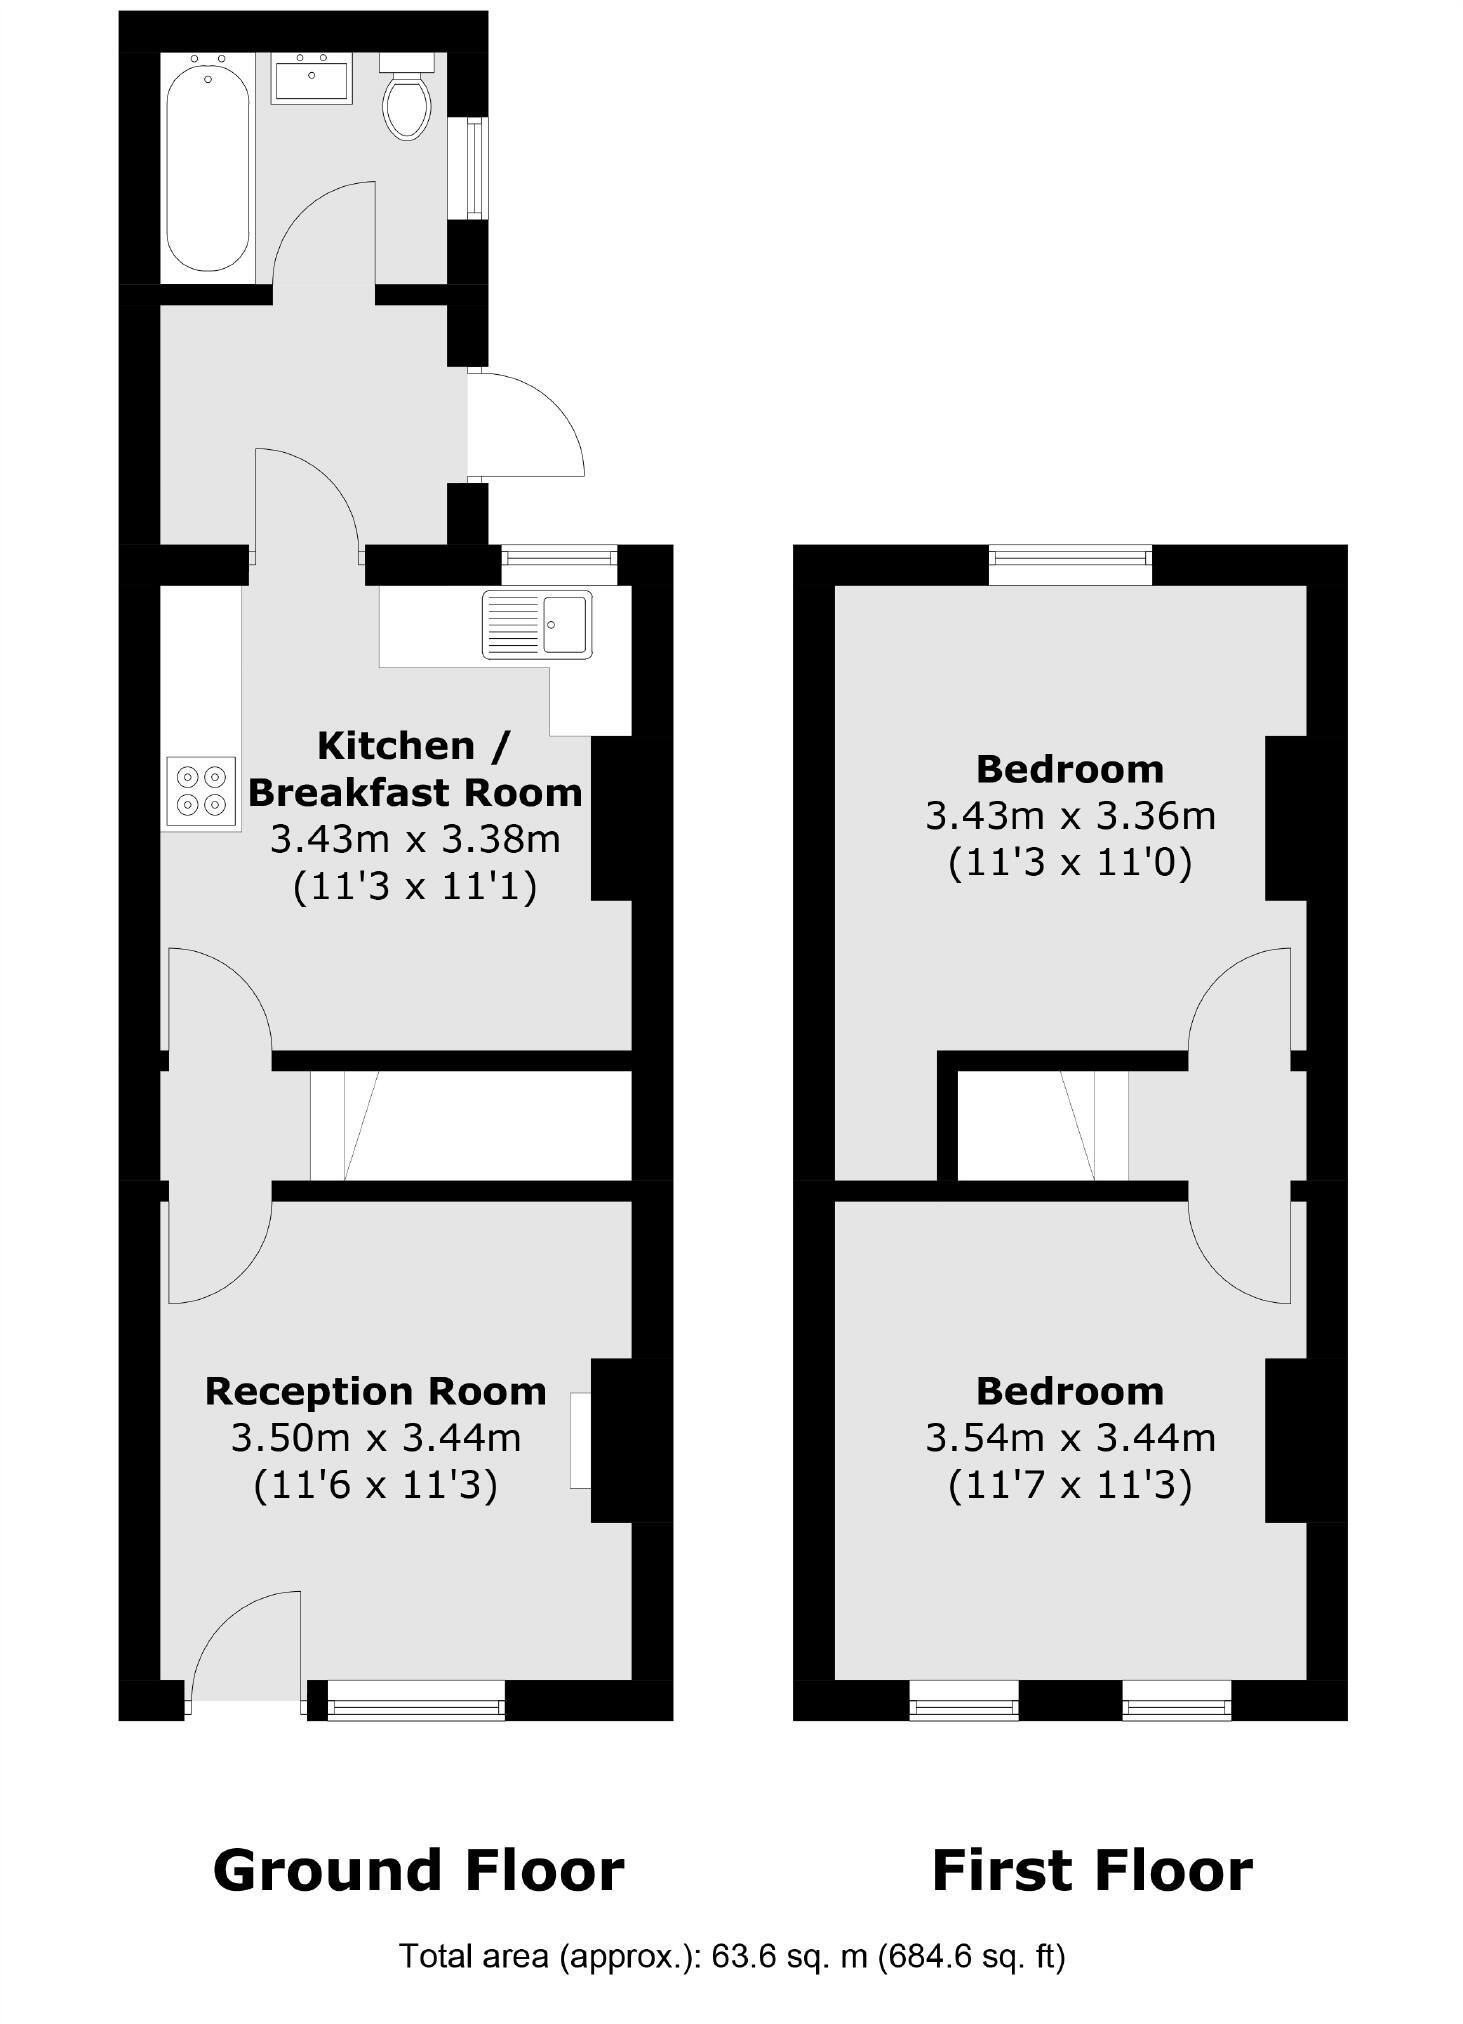 Kitchen /
Breakfast Room
3.43m x 3.38m
(11'3 x 11'1)
Reception Room
3.50m x 3.44m
(11'6 x 11'3)
Bedroom
3.43m x 3.36m
(11'3 x 11'0)
Bedroom
3.54m x 3.44m
(11'7 x 11'3)
Ground Floor
First Floor
Total area (approx.): 63.6 sq. m (684.6 sq. ft)